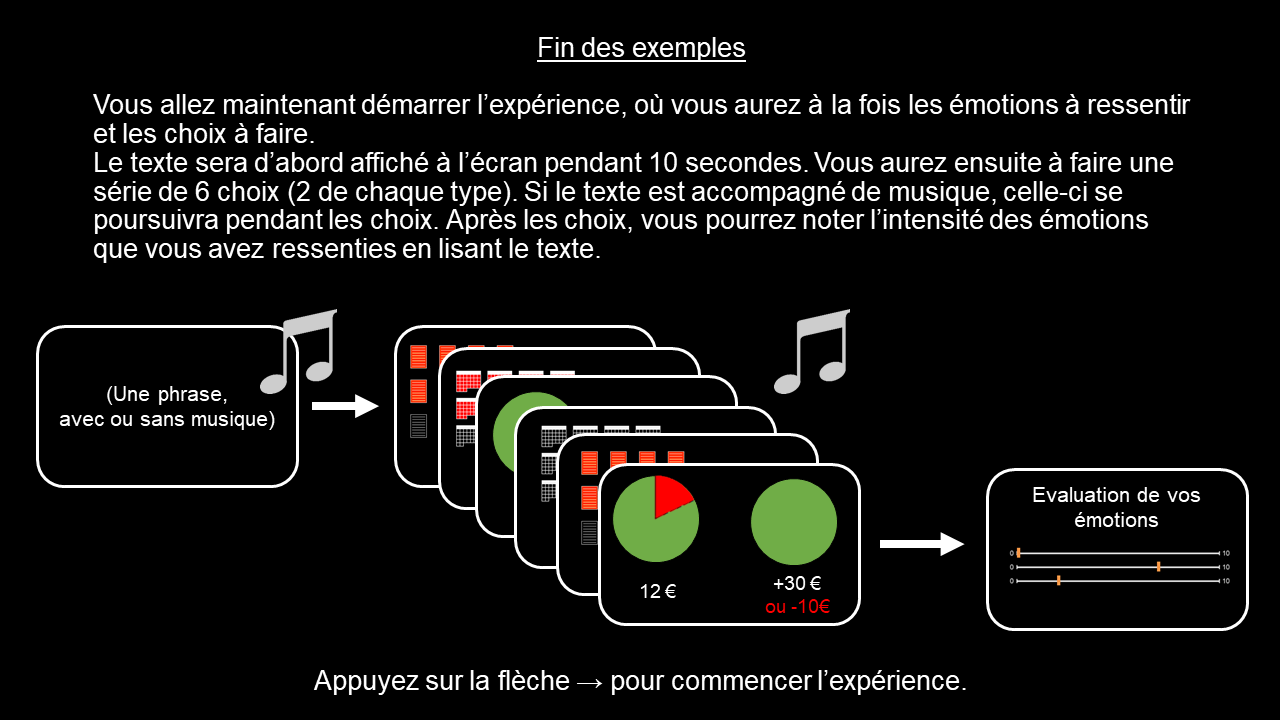 Fin des exemples
Vous allez maintenant démarrer l’expérience, où vous aurez à la fois les émotions à ressentir
et les choix à faire.
Le texte sera d’abord affiché à l’écran pendant 10 secondes. Vous aurez ensuite à faire une
série de 6 choix (2 de chaque type). Si le texte est accompagné de musique, celle-ci se
poursuivra pendant les choix. Après les choix, vous pourrez noter l’intensité des émotions
que vous avez ressenties en lisant le texte.
(Une phrase,
avec ou sans musique)
12 €
+30 €
ou -10€
Evaluation de vos
émotions
0 10
0 10
0 10
Appuyez sur la flèche → pour commencer l’expérience.